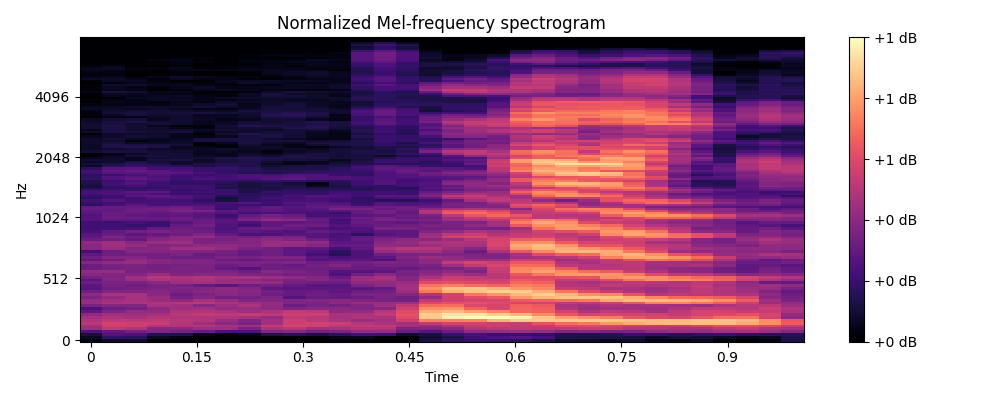 Normalized Mel-frequency spectrogram
Hz
4096
2048
1024
512
0
0 0.15 0.3 0.45 0.6 0.75 0.9
Time
+1 dB
+1 dB
+1 dB
+0 dB
+0 dB
+0 dB